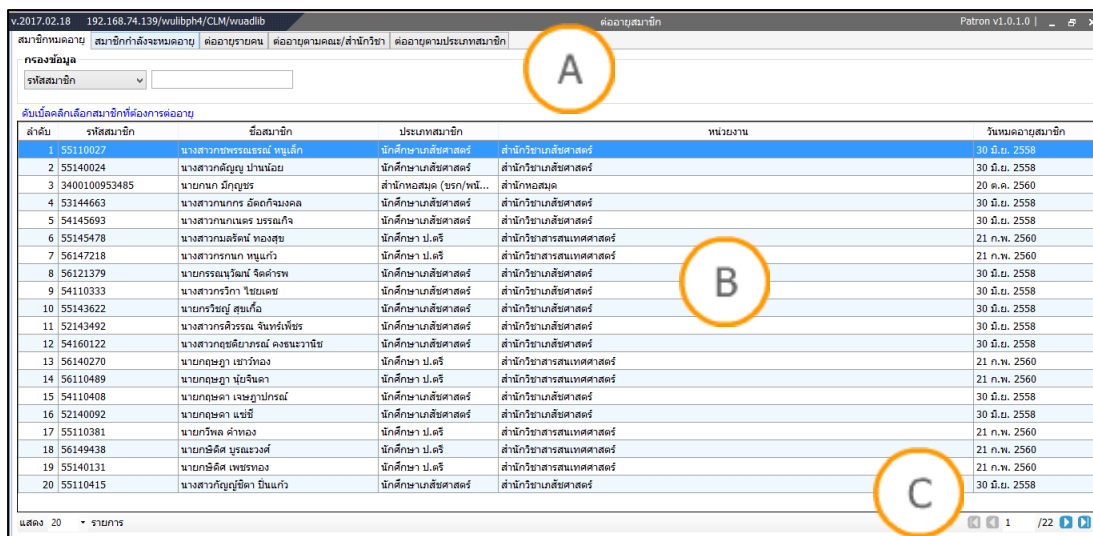 v.2017.02.18 192.168.74.139/wulibph4/CLM/wuadlib ต่ออายุสมาชิก Patron v1.0.1.0 |
สมาชิกหมดอายุ สมาชิกกำลังจะหมดอายุ ต่ออายุรายคน ต่ออายุตามคณะ/สำนักวิชา ต่ออายุตามประเภทสมาชิก
กรองข้อมูล
A
รหัสสมาชิก
ดับเบิ้ลคลิกเลือกสมาชิกที่ต้องการต่ออายุ
ลำดับ รหัสสมาชิก ชื่อสมาชิก ประเภทสมาชิก หน่วยงาน วันหมดอายุสมาชิก
1 55110027 นางสาวกชพรรณธรณ์ หนูเล็ก นักศึกษาเภสัชศาสตร์ สำนักวิชาเภสัชศาสตร์ 30 มิ.ย. 2558
2 55140024 นางสาวกตัญญู ปานน้อย นักศึกษาเภสัชศาสตร์ สำนักวิชาเภสัชศาสตร์ 30 มิ.ย. 2558
3 3400100953485 นายกนก มีกุญชร สำนักหอสมุด (ขรก/พนั... สำนักหอสมุด 20 ต.ค. 2560
4 53144663 นางสาวกนกกร อัตถกิจมงคล นักศึกษาเภสัชศาสตร์ สำนักวิชาเภสัชศาสตร์ 30 มิ.ย. 2558
5 54145693 นางสาวกนกเนตร บรรณกิจ นักศึกษาเภสัชศาสตร์ สำนักวิชาเภสัชศาสตร์ 30 มิ.ย. 2558
6 55145478 นางสาวกมลรัตน์ ทองสุข นักศึกษา ป.ตรี สำนักวิชาสารสนเทศศาสตร์ 21 ก.พ. 2560
7 56147218 นางสาวกรกนก หนูแก้ว นักศึกษา ป.ตรี สำนักวิชาสารสนเทศศาสตร์ 21 ก.พ. 2560
8 56121379 นายกรรณนุวัฒน์ จิตคำรพ นักศึกษาเภสัชศาสตร์ สำนักวิชาเภสัชศาสตร์ 30 มิ.ย. 2558
B
9 54110333 นางสาวกรวิกา ไชยเดช นักศึกษาเภสัชศาสตร์ สำนักวิชาเภสัชศาสตร์ 30 มิ.ย. 2558
10 55143622 นายกรวิชญ์ สุขเกื้อ นักศึกษาเภสัชศาสตร์ สำนักวิชาเภสัชศาสตร์ 30 มิ.ย. 2558
11 52143492 นางสาวกรศิวรรณ จันทร์เพ็ชร นักศึกษาเภสัชศาสตร์ สำนักวิชาเภสัชศาสตร์ 30 มิ.ย. 2558
12 54160122 นางสาวกฤชติยาภรณ์ คงธนะวานิช นักศึกษาเภสัชศาสตร์ สำนักวิชาเภสัชศาสตร์ 30 มิ.ย. 2558
13 56140270 นายกฤษฎา เชาว์ทอง นักศึกษา ป.ตรี สำนักวิชาสารสนเทศศาสตร์ 21 ก.พ. 2560
14 56110489 นายกฤษฎา นุ้ยจินดา นักศึกษา ป.ตรี สำนักวิชาสารสนเทศศาสตร์ 21 ก.พ. 2560
15 54110408 นายกฤษดา เจษฎาปกรณ์ นักศึกษาเภสัชศาสตร์ สำนักวิชาเภสัชศาสตร์ 30 มิ.ย. 2558
16 52140092 นายกฤษดา แซ่ซี นักศึกษาเภสัชศาสตร์ สำนักวิชาเภสัชศาสตร์ 30 มิ.ย. 2558
17 55110381 นายกวีพล คำทอง นักศึกษา ป.ตรี สำนักวิชาสารสนเทศศาสตร์ 21 ก.พ. 2560
18 56149438 นายกษิดิศ บูรณะวงศ์ นักศึกษา ป.ตรี สำนักวิชาสารสนเทศศาสตร์ 21 ก.พ. 2560
19 55140131 นายกษิดิศ เพชรทอง นักศึกษา ป.ตรี สำนักวิชาสารสนเทศศาสตร์ 21 ก.พ. 2560
C
20 55110415 นางสาวกัญญ์ชิตา ปิ่นแก้ว นักศึกษาเภสัชศาสตร์ สำนักวิชาเภสัชศาสตร์ 30 มิ.ย. 2558
แสดง 20 รายการ 1 /22